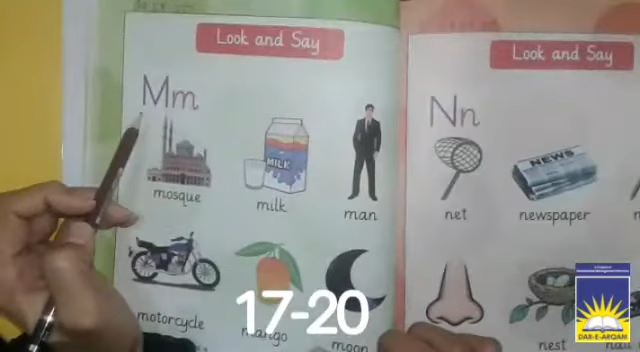 Look and Say
Mm
mosque
MILK
milk
man
motorcycle
mango
moon
Look and Say
Nn
net
NEWS
newspaper
nest
nail
17-20
DAR-E-ARQAM